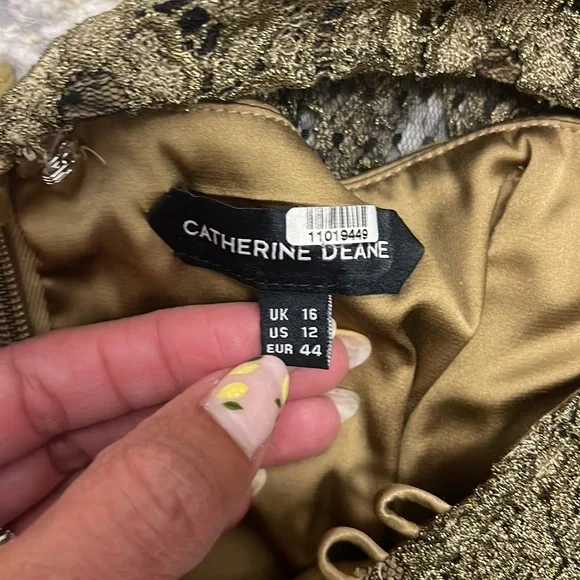 11019449
CATHERINE DEANE
UK 16
US 12
EUR 44